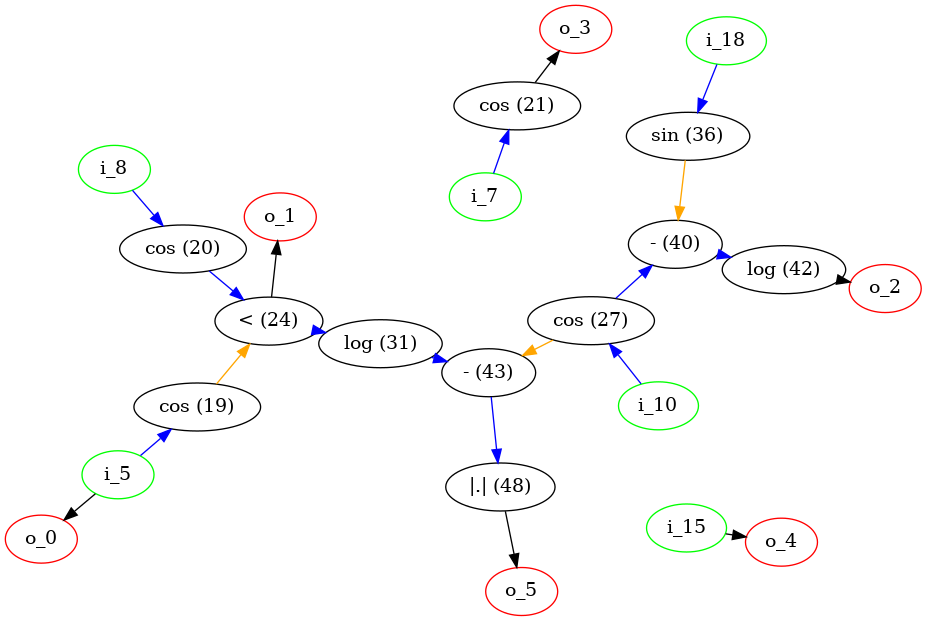 o_3
i_18
cos (21)
sin (36)
i_8
i_7
o_1
cos (20)
- (40)
log (42)
o_2
< (24)
cos (27)
log (31)
- (43)
cos (19)
i_10
i_5
|.| (48)
i_15
o_0
o_4
o_5